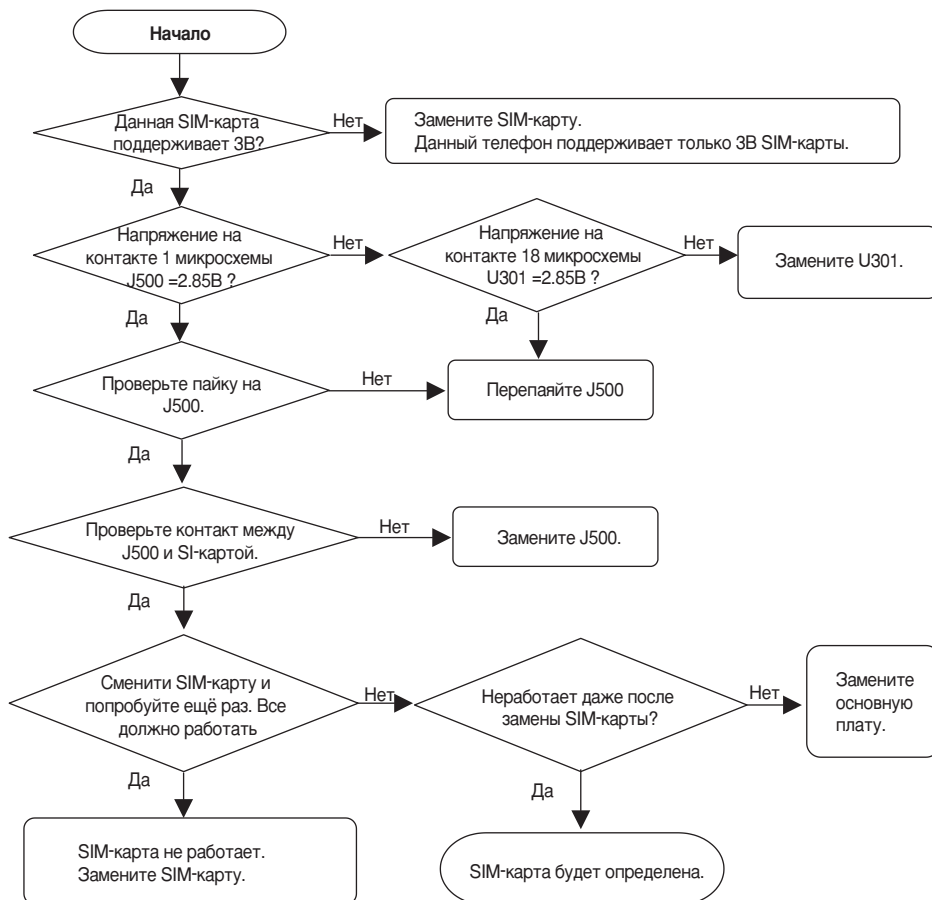 Начало
Данная SIM-карта
поддерживает 3В?
Нет
Замените SIM-карту.
Данный телефон поддерживает только 3В SIM-карты.
Да
Напряжение на
контакте 1 микросхемы
J500 =2.85В ?
Нет
Напряжение на
контакте 18 микросхемы
U301 =2.85В ?
Нет
Замените U301.
Да
Да
Проверьте пайку на
J500.
Нет
Перепаяйте J500
Да
Проверьте контакт между
J500 и SI-картой.
Нет
Замените J500.
Да
Сменити SIM-карту и
попробуйте ещё раз. Все
должно работать
Нет
Неработает даже после
замены SIM-карты?
Нет
Замените
основную
плату.
Да
Да
SIM-карта не работает.
Замените SIM-карту.
SIM-карта будет определена.